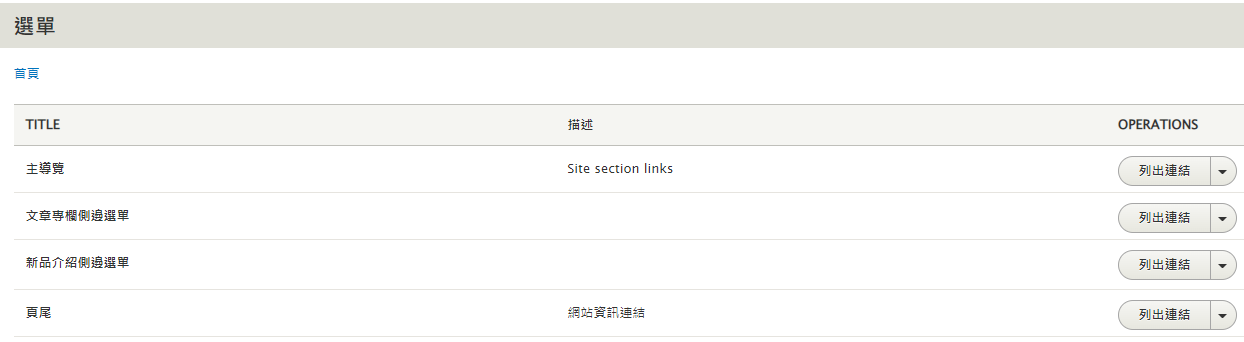 選單
首頁
TITLE 描述 OPERATIONS
主導覽 Site section links 列出連結
文章專欄側邊選單 列出連結
新品介紹側邊選單 列出連結
頁尾 網站資訊連結 列出連結